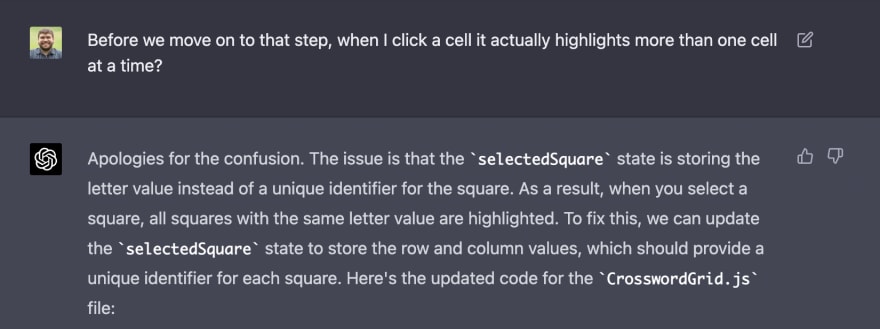 Before we move on to that step, when I click a cell it actually highlights more than one cell
at a time?
Apologies for the confusion. The issue is that the `selectedSquare` state is storing the
letter value instead of a unique identifier for the square. As a result, when you select a
square, all squares with the same letter value are highlighted. To fix this, we can update
the `selectedSquare` state to store the row and column values, which should provide a
unique identifier for each square. Here's the updated code for the `CrosswordGrid.js`
file: